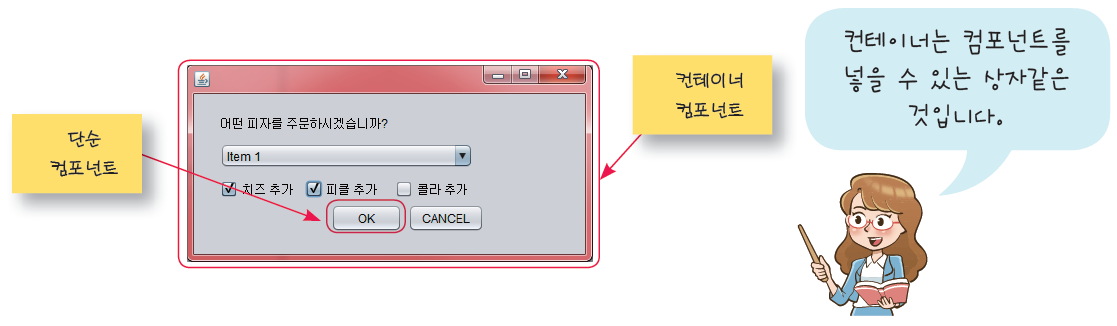 단순
컴포넌트
어떤 피자를 주문하시겠습니까?
Item 1
치즈 추가 피클 추가 콜라 추가
OK CANCEL
컨테이너
컴포넌트
컨테이너는 컴포넌트를
넣을 수 있는 상자같은
것입니다.